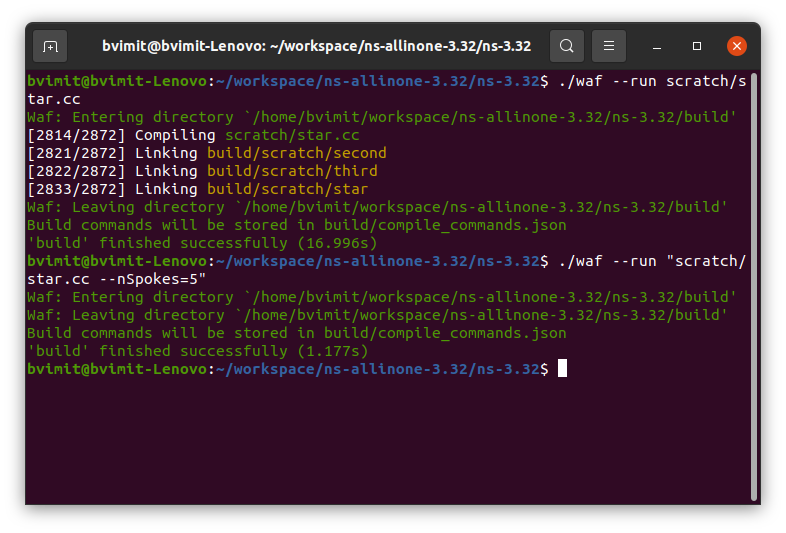 bvimit@bvimit-Lenovo: ~/workspace/ns-allinone-3.32/ns-3.32
bvimit@bvimit-Lenovo:~/workspace/ns-allinone-3.32/ns-3.32$ ./waf --run scratch/s
tar.cc
Waf: Entering directory `/home/bvimit/workspace/ns-allinone-3.32/ns-3.32/build'
[2814/2872] Compiling scratch/star.cc
[2821/2872] Linking build/scratch/second
[2822/2872] Linking build/scratch/third
[2833/2872] Linking build/scratch/star
Waf: Leaving directory `/home/bvimit/workspace/ns-allinone-3.32/ns-3.32/build'
Build commands will be stored in build/compile_commands.json
'build' finished successfully (16.996s)
bvimit@bvimit-Lenovo:~/workspace/ns-allinone-3.32/ns-3.32$ ./waf --run "scratch/
star.cc --nSpokes=5"
Waf: Entering directory `/home/bvimit/workspace/ns-allinone-3.32/ns-3.32/build'
Waf: Leaving directory `/home/bvimit/workspace/ns-allinone-3.32/ns-3.32/build'
Build commands will be stored in build/compile_commands.json
'build' finished successfully (1.177s)
bvimit@bvimit-Lenovo:~/workspace/ns-allinone-3.32/ns-3.32$